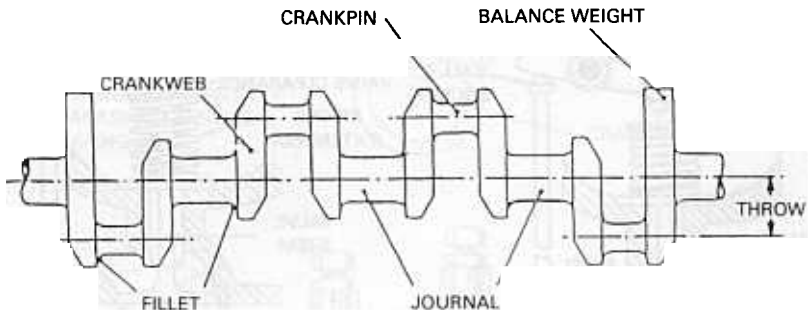 CRANKPIN
BALANCE WEIGHT
CRANKWEB
THROW
FILLET
JOURNAL